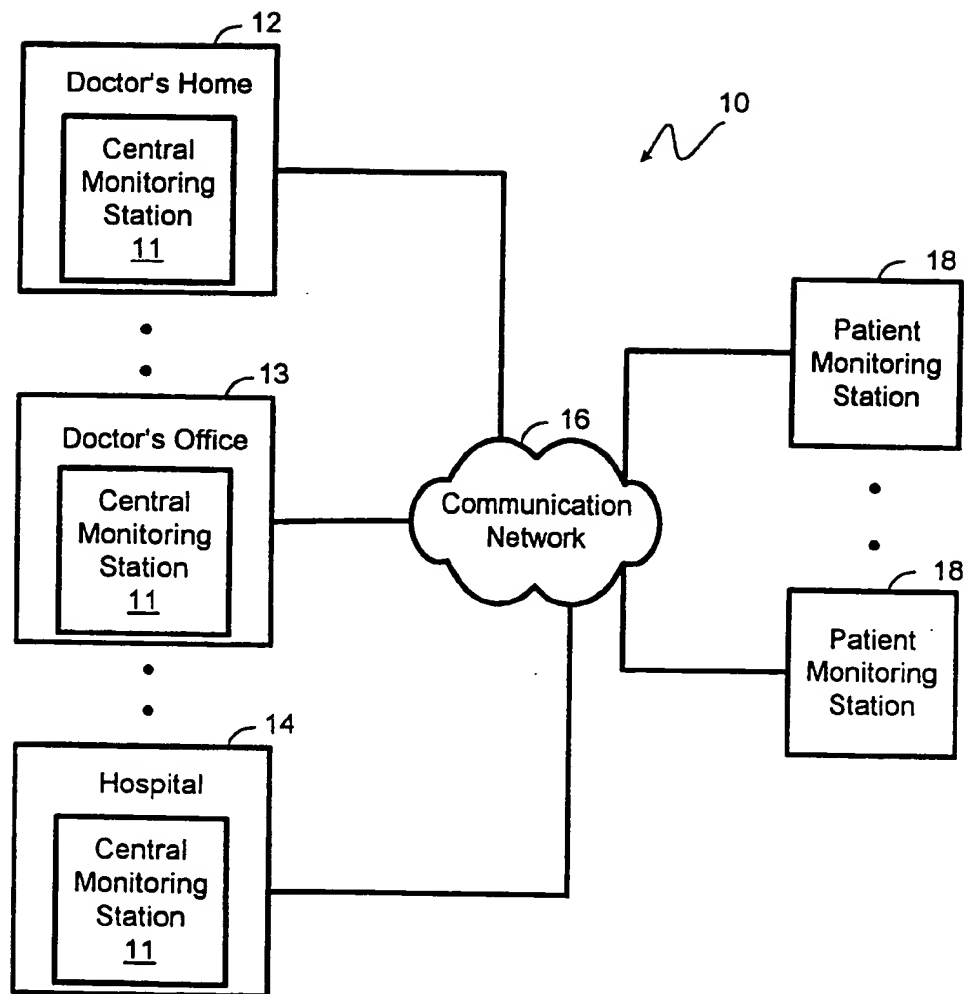 12
Doctor's Home
Central
Monitoring
Station
11
10
13
Doctor's Office
Central
Monitoring
Station
11
16
Communication
Network
18
Patient
Monitoring
Station
18
Patient
Monitoring
Station
14
Hospital
Central
Monitoring
Station
11